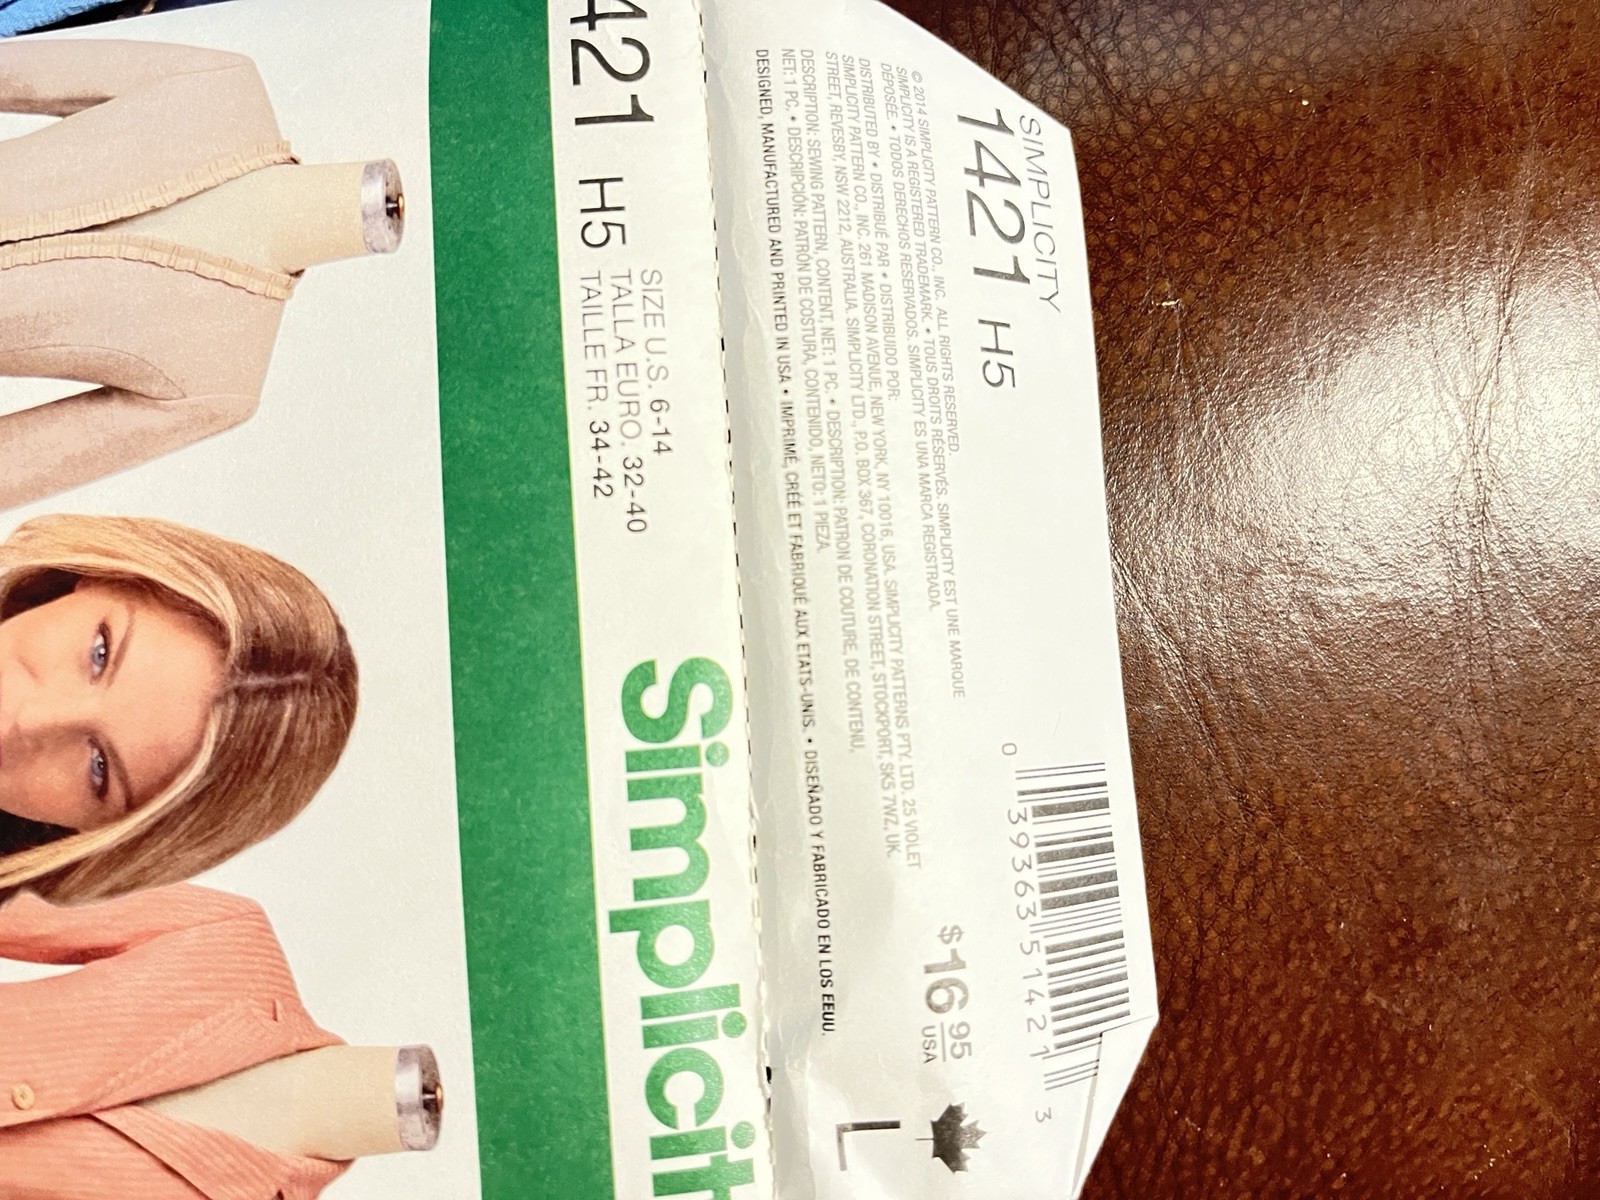 SIMPLICITY
1421 H5
© 2014 SIMPLICITY PATTERN CO., INC. ALL RIGHTS RESERVED.
SIMPLICITY IS A REGISTERED TRADEMARK. • TOUS DROITS RÉSERVÉS. SIMPLICITY EST UNE MARQUE
DÉPOSÉE. • TODOS DERECHOS RESERVADOS. SIMPLICITY ES UNA MARCA REGISTRADA.
DISTRIBUTED BY • DISTRIBUÉ PAR • DISTRIBUIDO POR:
SIMPLICITY PATTERN CO., INC. 261 MADISON AVENUE, NEW YORK, NY 10016, USA. SIMPLICITY PATTERNS PTY. LTD. 25 VIOLET
STREET, REVESBY, NSW 2212, AUSTRALIA. SIMPLICITY LTD., P.O. BOX 367, CORONATION STREET, STOCKPORT, SK5 7WZ, UK.
DESCRIPTION: SEWING PATTERN, CONTENT, NET: 1 PC. • DESCRIPTION: PATRON DE COUTURE, DE CONTENU,
NET: 1 PC. • DESCRIPCIÓN: PATRÓN DE COSTURA, CONTENIDO, NETO: 1 PIEZA.
DESIGNED, MANUFACTURED AND PRINTED IN USA • IMPRIMÉ, CRÉÉ ET FABRIQUÉ AUX ETATS-UNIS. • DISEÑADO Y FABRICADO EN LOS EEUU.
0 39363 51421 3
$16 95
USA
L
421 H5
SIZE U.S. 6-14
TALLA EURO. 32-40
TAILLE FR. 34-42
Simplicit